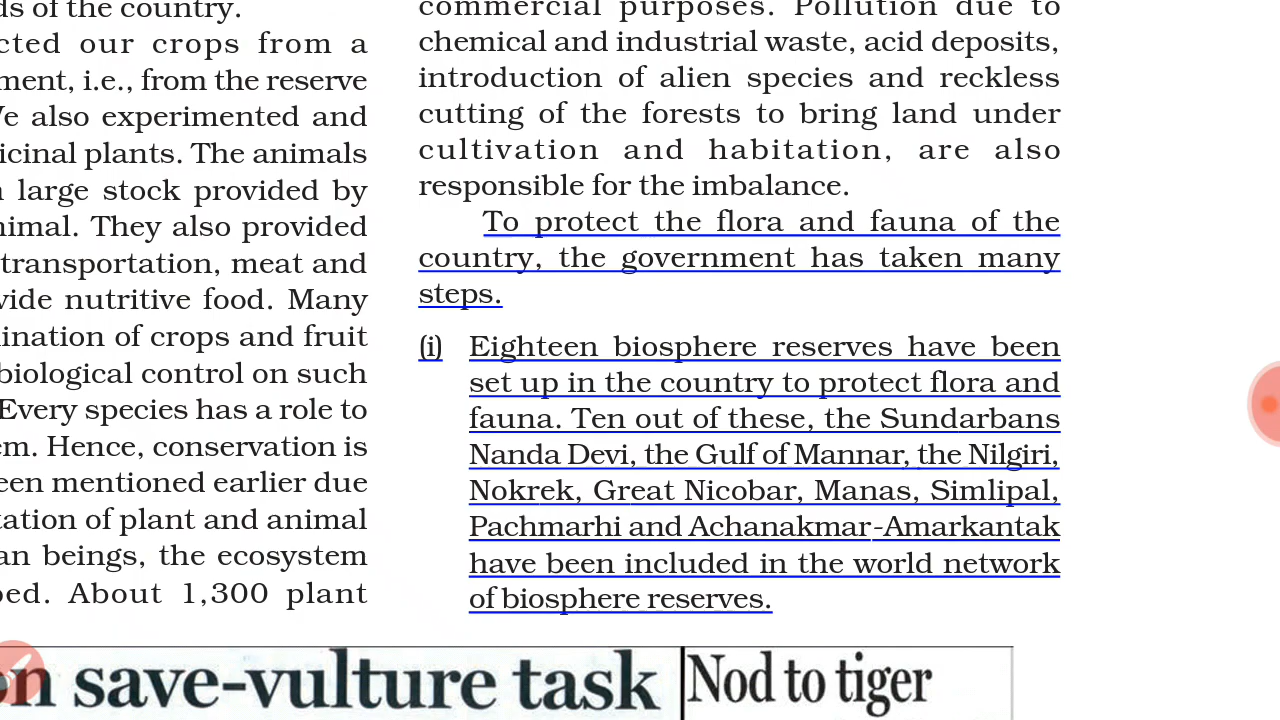 ds of the country.
cted our crops from a
ment, i.e., from the reserve
We also experimented and
icinal plants. The animals
large stock provided by
nimal. They also provided
transportation, meat and
vide nutritive food. Many
ination of crops and fruit
biological control on such
Every species has a role to
em. Hence, conservation is
een mentioned earlier due
tation of plant and animal
an beings, the ecosystem
bed. About 1,300 plant
commercial purposes. Pollution due to
chemical and industrial waste, acid deposits,
introduction of alien species and reckless
cutting of the forests to bring land under
cultivation and habitation, are also
responsible for the imbalance.
To protect the flora and fauna of the
country, the government has taken many
steps.
(i) Eighteen biosphere reserves have been
set up in the country to protect flora and
fauna. Ten out of these, the Sundarbans
Nanda Devi, the Gulf of Mannar, the Nilgiri,
Nokrek, Great Nicobar, Manas, Simlipal,
Pachmarhi and Achanakmar-Amarkantak
have been included in the world network
of biosphere reserves.
on save-vulture task
Nod to tiger